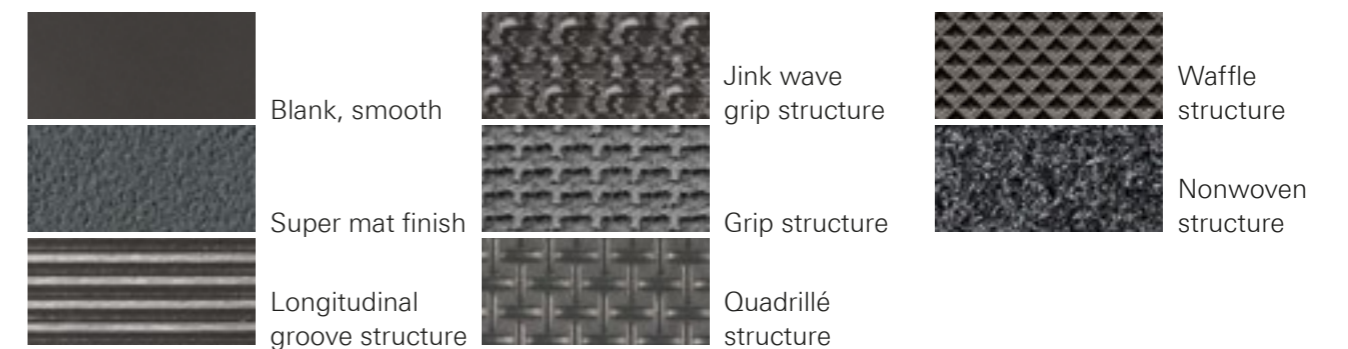 Blank, smooth
Super mat finish
Longitudinal
groove structure
Jink wave
grip structure
Grip structure
Quadrillé
structure
Waffle
structure
Nonwoven
structure